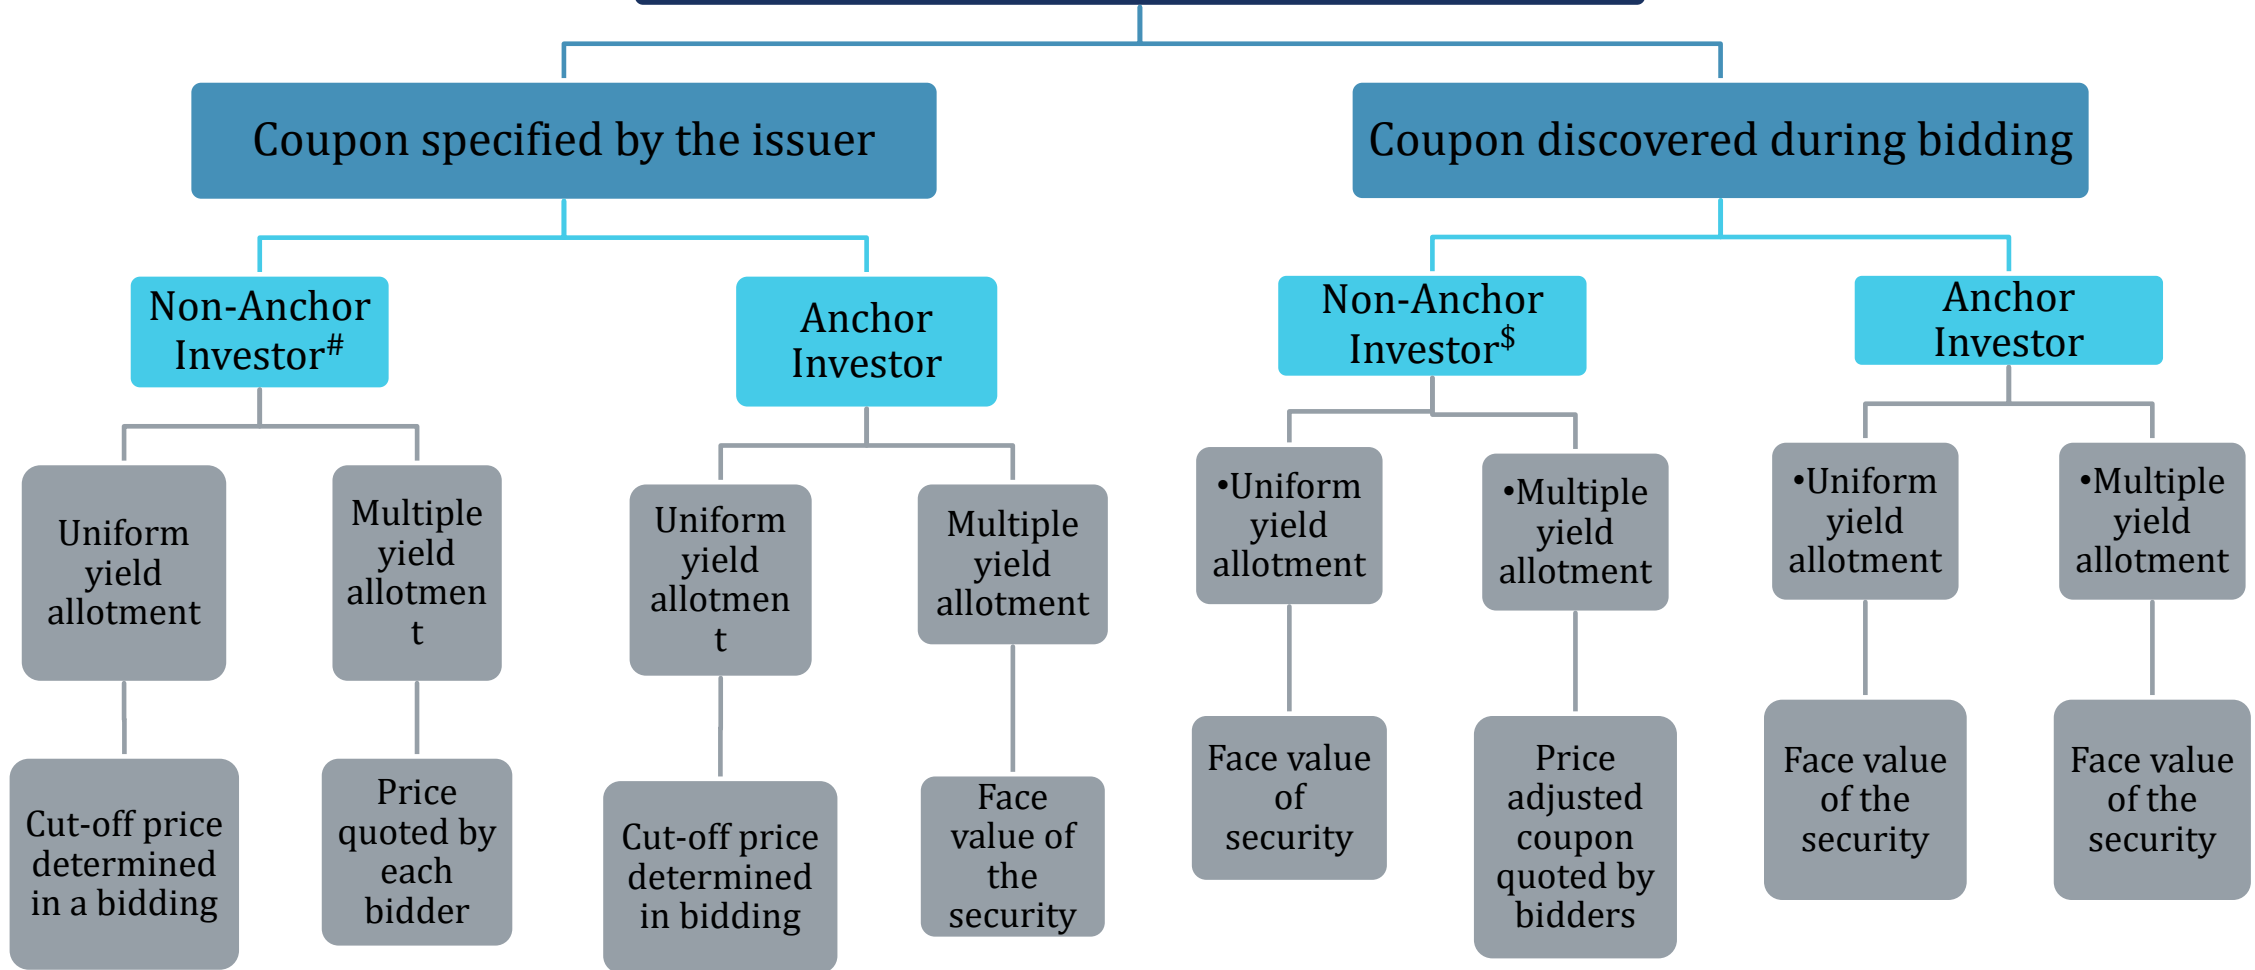 Coupon specified by the issuer
Coupon discovered during bidding
Non-Anchor
Investor#
Anchor
Investor
Non-Anchor
Investor$
Anchor
Investor
Uniform
yield
allotment
Multiple
yield
allotmen
t
Uniform
yield
allotmen
t
Multiple
yield
allotment
•Uniform
yield
allotment
•Multiple
yield
allotment
•Uniform
yield
allotment
•Multiple
yield
allotment
Cut-off price
determined
in a bidding
Price
quoted by
each
bidder
Cut-off price
determined
in bidding
Face
value of
the
security
Face value
of
security
Price
adjusted
coupon
quoted by
bidders
Face value
of the
security
Face value
of the
security